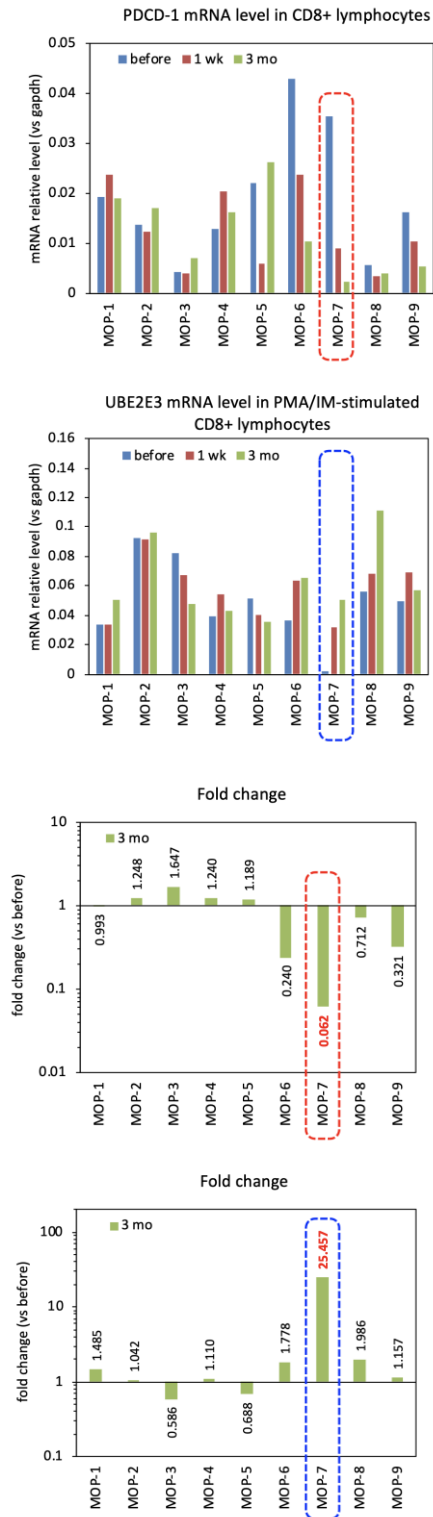 PDCD-1 mRNA level in CD8+ lymphocytes
before 1 wk 3 mo
mRNA relative level (vs gapdh)
0.05
0.04
0.03
0.02
0.01
0
MOP-1 MOP-2 MOP-3 MOP-4 MOP-5 MOP-6 MOP-7 MOP-8 MOP-9
UBE2E3 mRNA level in PMA/IM-stimulated
CD8+ lymphocytes
before 1 wk 3 mo
mRNA relative level (vs gapdh)
0.16
0.14
0.12
0.1
0.08
0.06
0.04
0.02
0
MOP-1 MOP-2 MOP-3 MOP-4 MOP-5 MOP-6 MOP-7 MOP-8 MOP-9
Fold change
3 mo
fold change (vs before)
10
1
0.1
0.01
0.993 1.248 1.647 1.240 1.189 0.240 0.062 0.712 0.321
MOP-1 MOP-2 MOP-3 MOP-4 MOP-5 MOP-6 MOP-7 MOP-8 MOP-9
Fold change
3 mo
fold change (vs before)
100
10
1
0.1
1.485 1.042 0.586 1.110 0.688 1.778 25.457 1.986 1.157
MOP-1 MOP-2 MOP-3 MOP-4 MOP-5 MOP-6 MOP-7 MOP-8 MOP-9